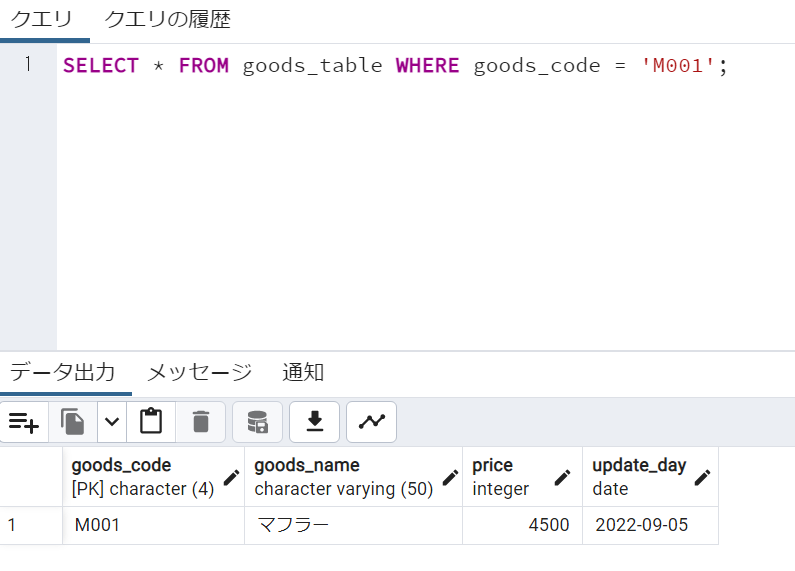 クエリ クエリの履歴
1 SELECT * FROM goods_table WHERE goods_code = 'M001';
データ出力 メッセージ 通知
goods_code goods_name price update_day
[PK] character (4) character varying (50) integer date
1 M001 マフラー 4500 2022-09-05